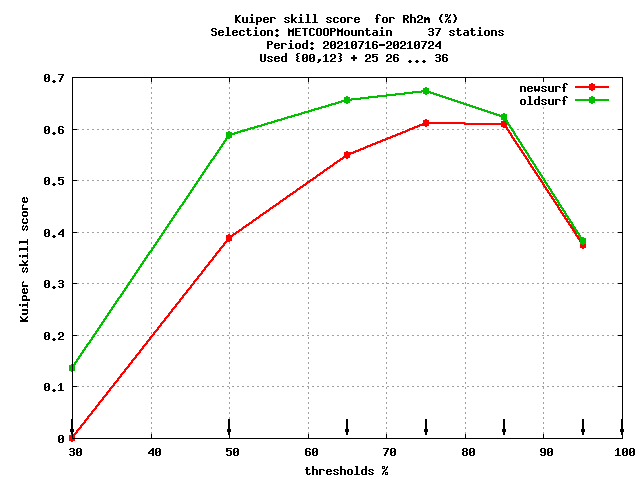 Kuiper skill score  for Rh2m (%)
Selection: METCOOPMountain     37 stations
Period: 20210716-20210724
Used {00,12} + 25 26 ... 36
newsurf
oldsurf
0.7
0.6
0.5
0.4
0.3
0.2
0.1
0
Kuiper skill score
30 40 50 60 70 80 90 100
thresholds %